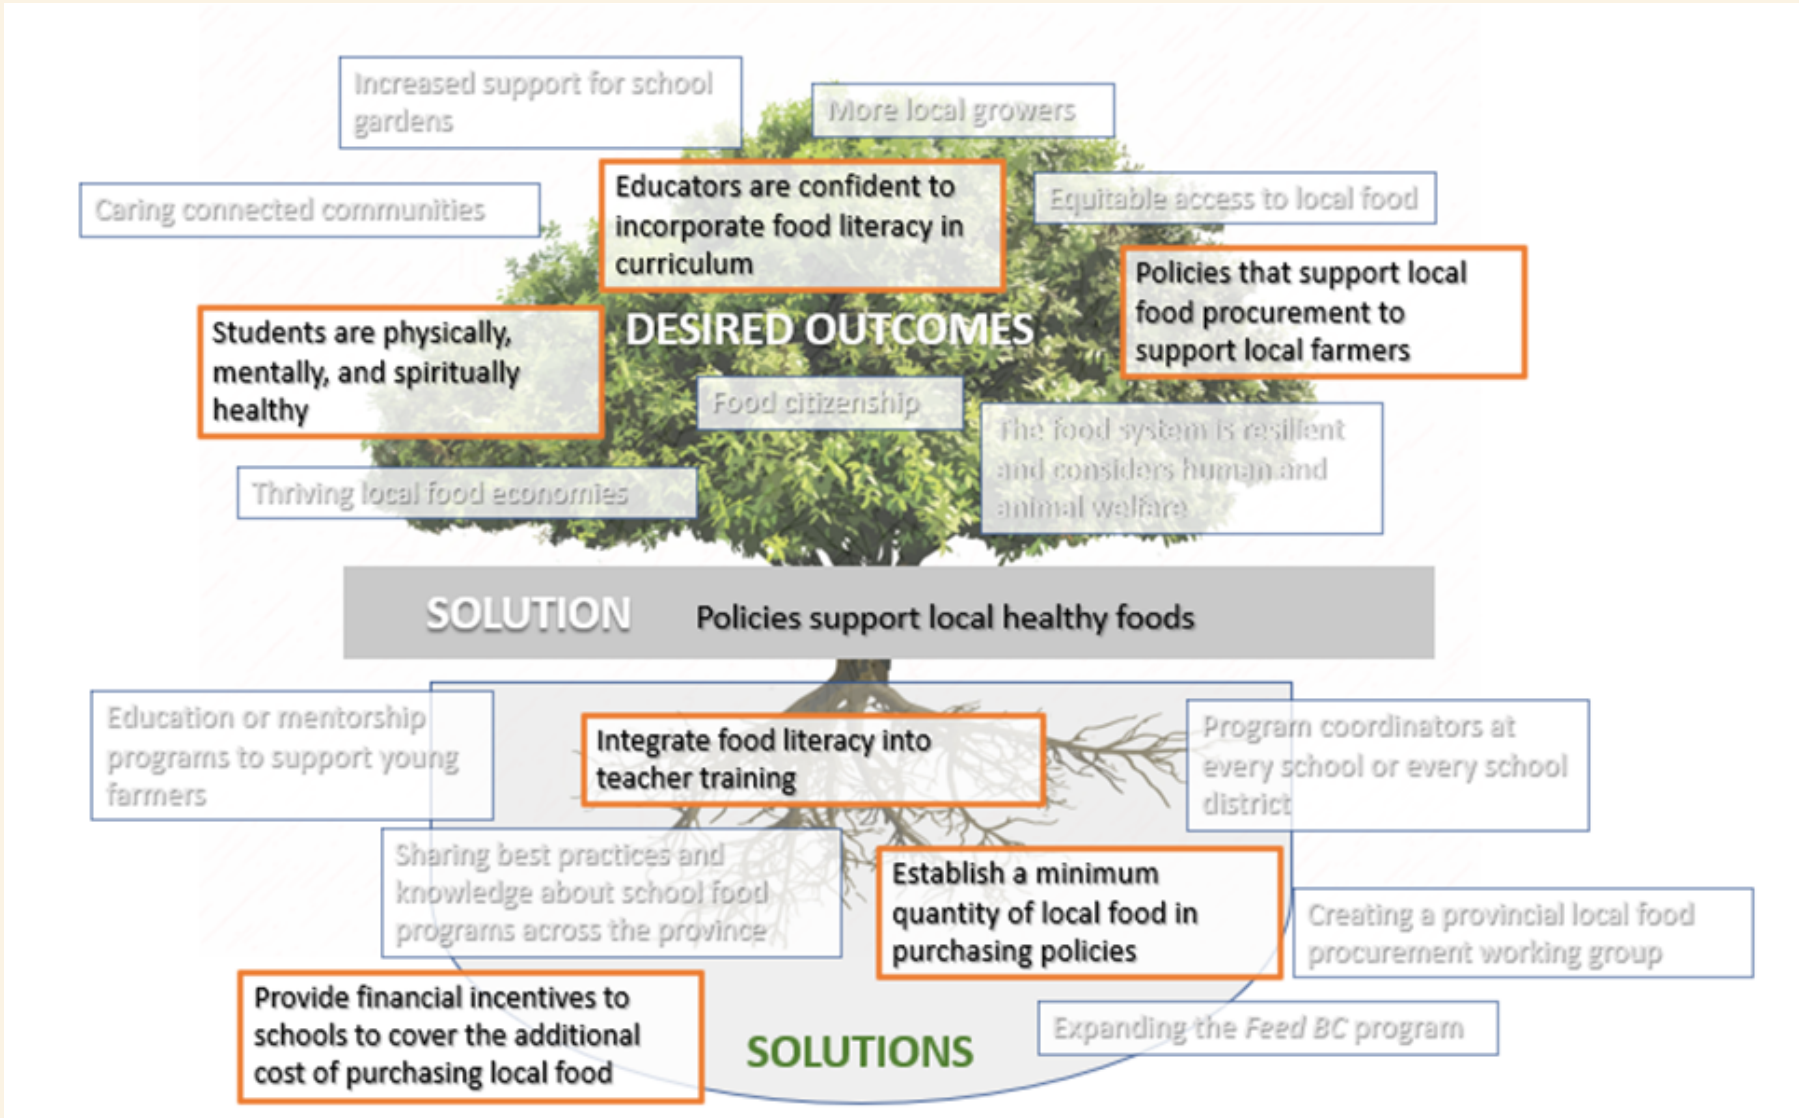 Increased support for school
gardens
More local growers
Caring connected communities
Educators are confident to
incorporate food literacy in
curriculum
Equitable access to local food
Policies that support local
food procurement to
support local farmers
Students are physically,
mentally, and spiritually
healthy
DESIRED OUTCOMES
Food citizenship
The food system is resilient
and considers human and
animal welfare
Thriving local food economies
SOLUTION Policies support local healthy foods
Education or mentorship
programs to support young
farmers
Integrate food literacy into
teacher training
Program coordinators at
every school or every school
district
Sharing best practices and
knowledge about school food
programs across the province
Establish a minimum
quantity of local food in
purchasing policies
Creating a provincial local food
procurement working group
Provide financial incentives to
schools to cover the additional
cost of purchasing local food
SOLUTIONS
Expanding the Feed BC program